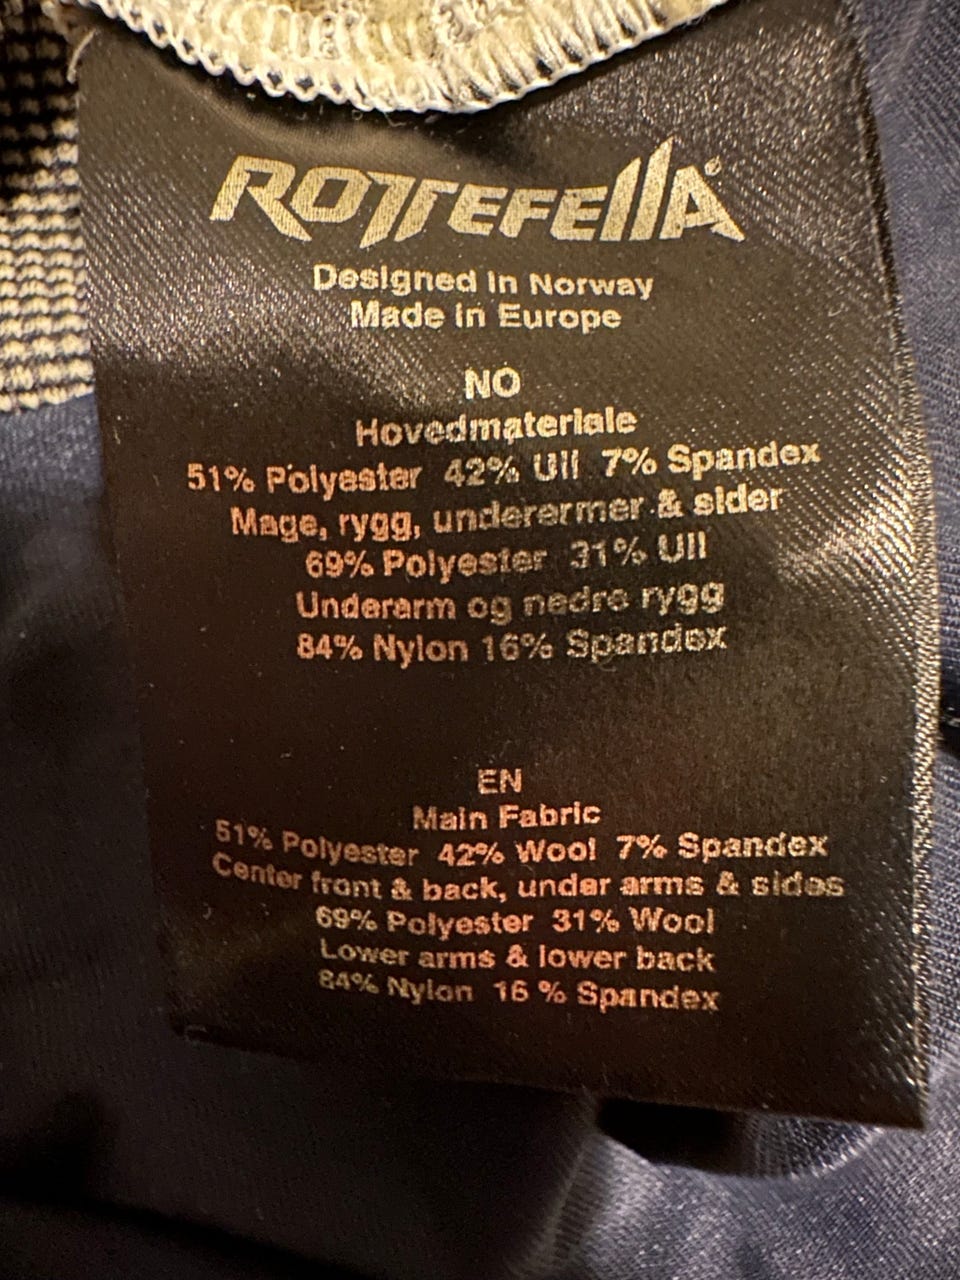 ROTTEFELLA®
Designed in Norway
Made in Europe
NO
Hovedmateriale
51% Polyester 42% Ull 7% Spandex
Mage, rygg, underermer & sider
69% Polyester 31% Ull
Underarm og nedre rygg
84% Nylon 16% Spandex
EN
Main Fabric
51% Polyester 42% Wool 7% Spandex
Center front & back, under arms & sides
69% Polyester 31% Wool
Lower arms & lower back
84% Nylon 16 % Spandex